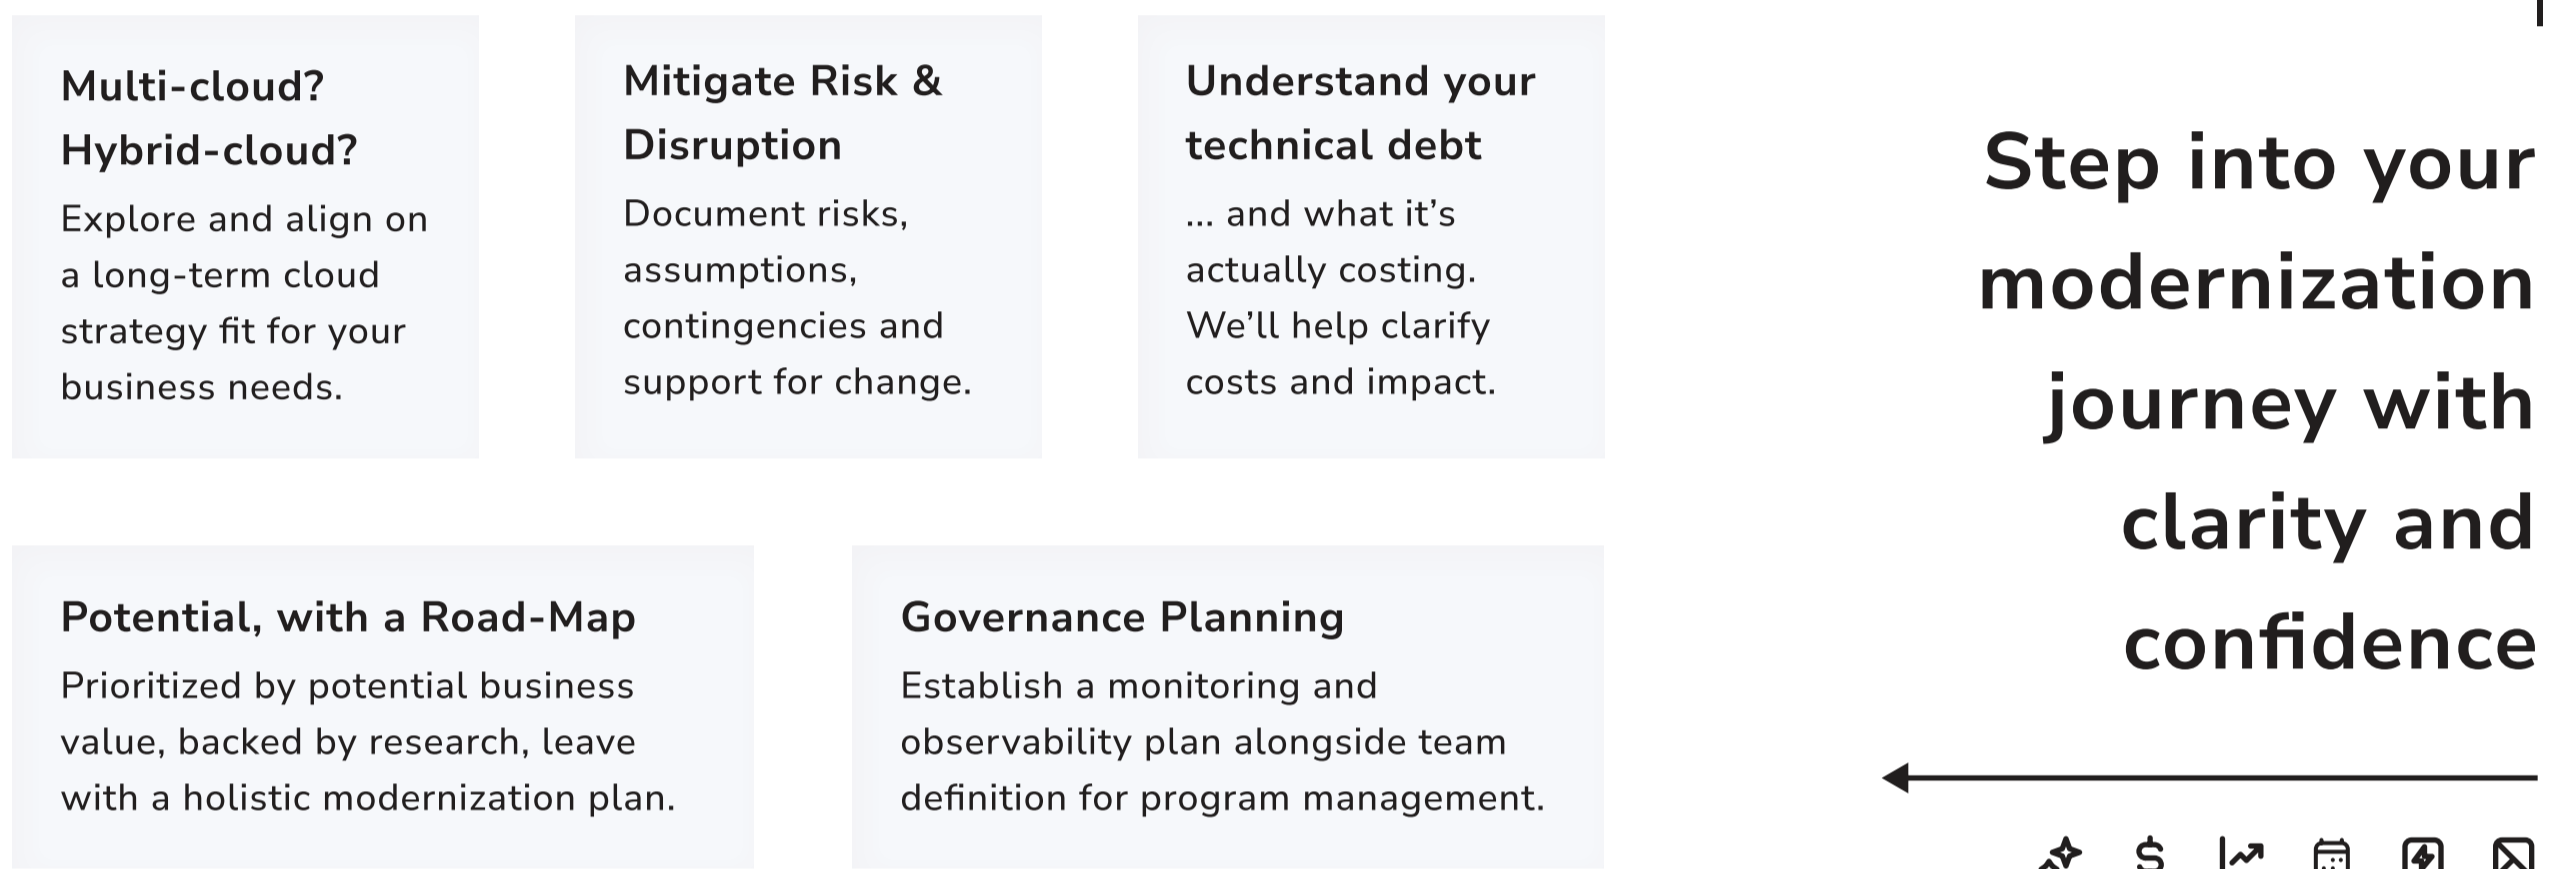 Multi-cloud?
Hybrid-cloud?
Explore and align on
a long-term cloud
strategy fit for your
business needs.
Mitigate Risk &
Disruption
Document risks,
assumptions,
contingencies and
support for change.
Understand your
technical debt
... and what it’s
actually costing.
We’ll help clarify
costs and impact.
Potential, with a Road-Map
Prioritized by potential business
value, backed by research, leave
with a holistic modernization plan.
Governance Planning
Establish a monitoring and
observability plan alongside team
definition for program management.
Step into your
modernization
journey with
clarity and
confidence